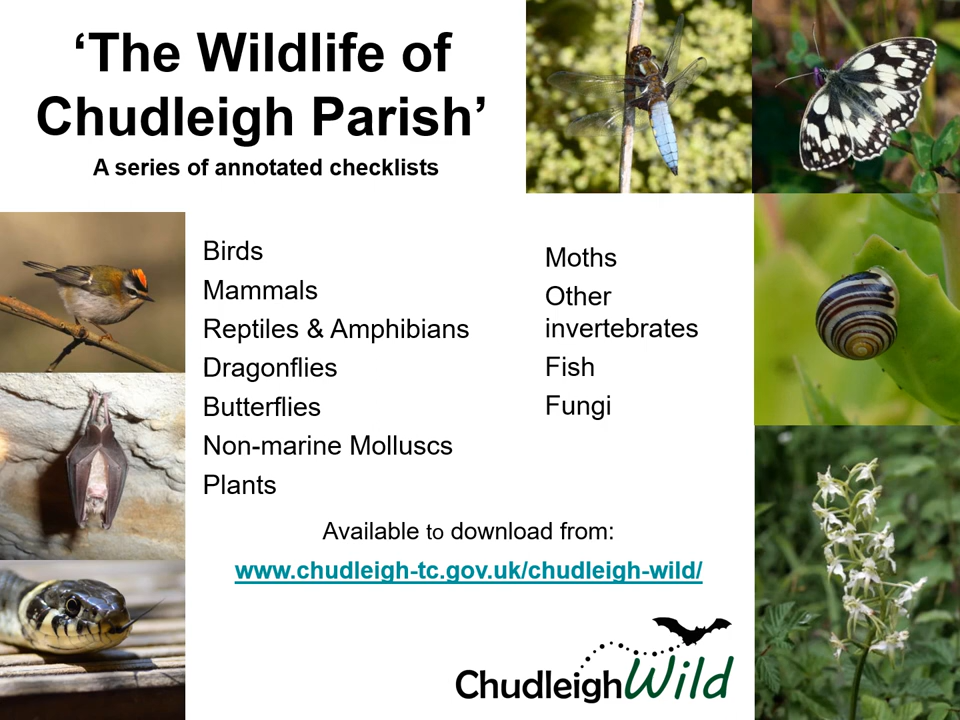 ‘The Wildlife of
Chudleigh Parish’
A series of annotated checklists
Birds
Mammals
Reptiles & Amphibians
Dragonflies
Butterflies
Non-marine Molluscs
Plants
Moths
Other
invertebrates
Fish
Fungi
Available to download from:
www.chudleigh-tc.gov.uk/chudleigh-wild/
ChudleighWild